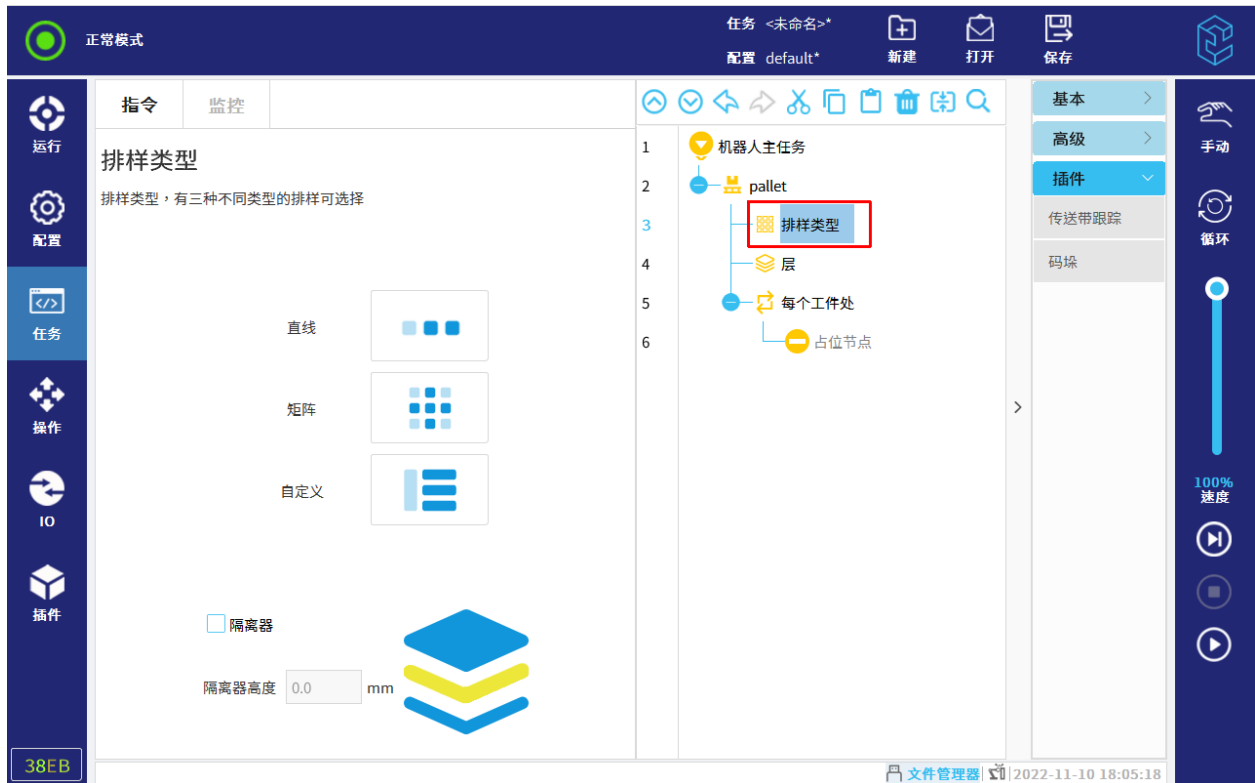 正常模式
任务 <未命名>*
配置 default*
新建
打开
保存
运行
配置
任务
操作
IO
插件
38EB
指令
监控
排样类型
排样类型，有三种不同类型的排样可选择
直线
矩阵
自定义
隔离器
隔离器高度 0.0 mm
1 机器人主任务
2 pallet
3 排样类型
4 层
5 每个工件处
6 占位节点
基本
高级
插件
传送带跟踪
码垛
手动
循环
100%
速度
文件管理器 2022-11-10 18:05:18